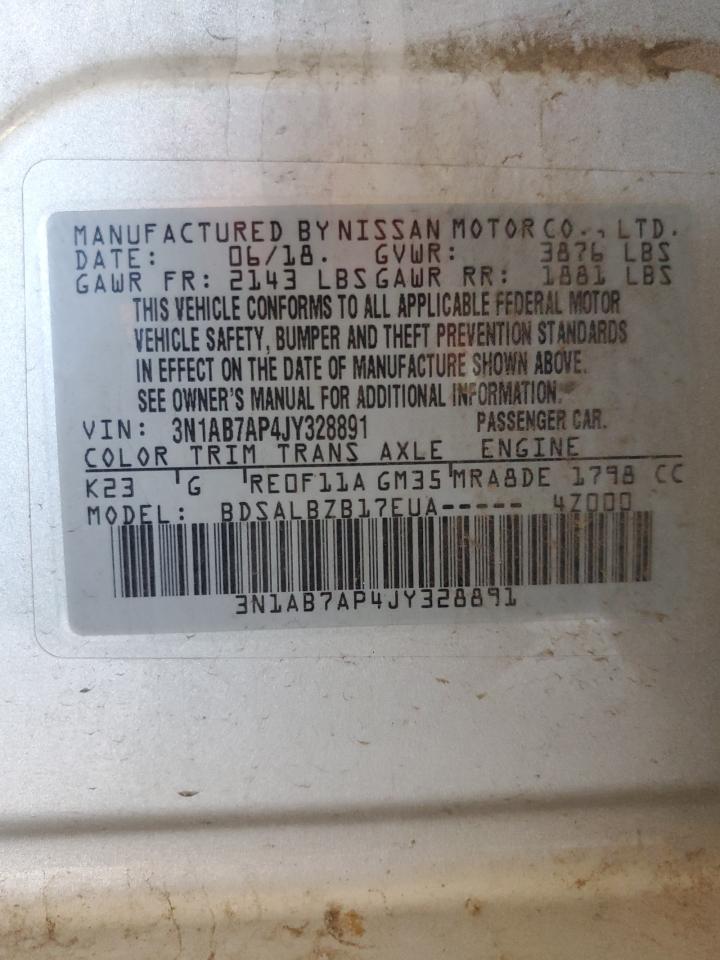 MANUFACTURED BY NISSAN MOTOR CO., LTD.
DATE: 06/18. GVWR: 3876 LBS
GAWR FR: 2143 LBS GAWR RR: 1881 LBS
THIS VEHICLE CONFORMS TO ALL APPLICABLE FEDERAL MOTOR
VEHICLE SAFETY, BUMPER AND THEFT PREVENTION STANDARDS
IN EFFECT ON THE DATE OF MANUFACTURE SHOWN ABOVE.
SEE OWNER'S MANUAL FOR ADDITIONAL INFORMATION.
VIN: 3N1AB7AP4JY328891 PASSENGER CAR.
COLOR TRIM TRANS AXLE ENGINE
K23 G RE0F11A GM35 MRA8DE 1798 CC
MODEL: BDSALBZB17EUA----- 4Z000
3N1AB7AP4JY328891